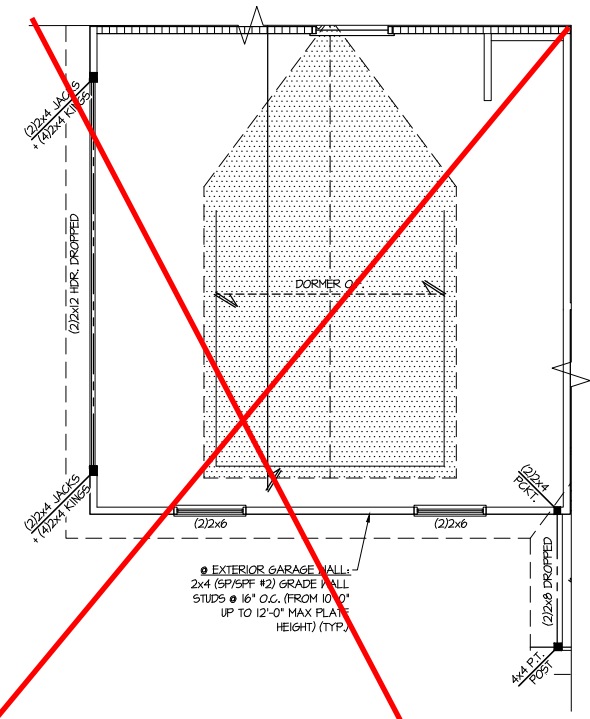 (2)2x4 JACKS
+ (4)2x4 KINGS
(2)2x12 HDR, DROPPED
DORMER
(2)2x4 JACKS
+ (4)2x4 KINGS
(2)2x6
(2)2x6
(2)2x4
PCKT.
@ EXTERIOR GARAGE WALL:
2x4 (SP/SPF #2) GRADE WALL
STUDS @ 16" O.C. (FROM 10'-0"
UP TO 12'-0" MAX PLATE
HEIGHT) (TYP.)
(2)2x8 DROPPED
4x4 P.T.
POST